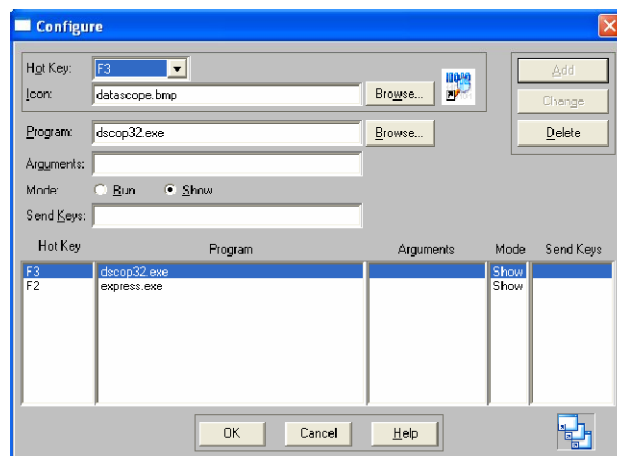 Configure
Hot Key: F3
Icon: datascope.bmp Browse...
Add
Change
Delete
Program: dscop32.exe Browse...
Arguments:
Mode: Run Show
Send Keys:
Hot Key Program Arguments Mode Send Keys
F3 dscop32.exe Show
F2 express.exe Show
OK Cancel Help